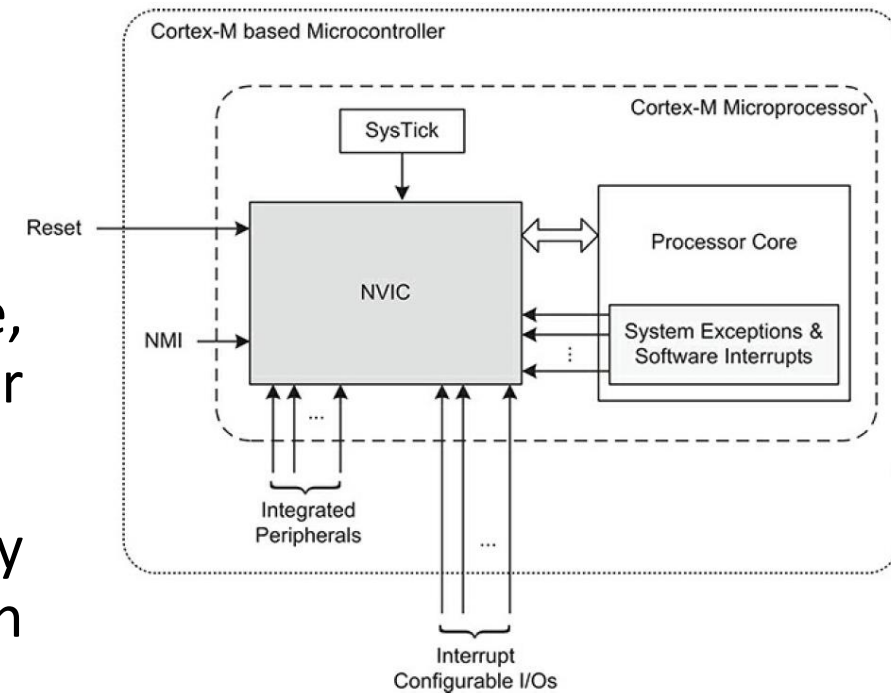 Cortex-M based Microcontroller
Cortex-M Microprocessor
SysTick
Reset
Processor Core
NVIC
e,
System Exceptions &
Software Interrupts
NMI
r
...
...
Integrated
Peripherals
...
y
n
Interrupt
Configurable I/Os